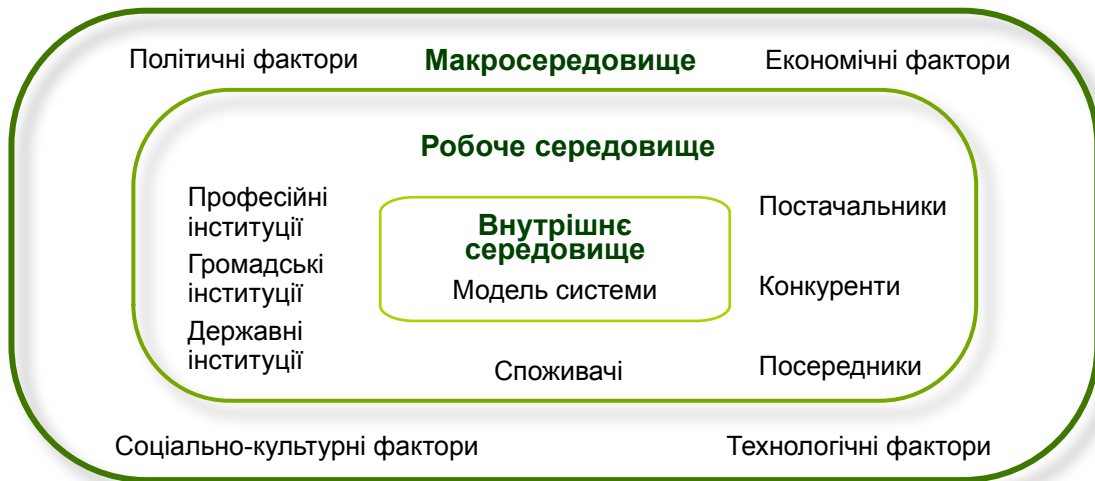 Політичні фактори
Макросередовище
Економічні фактори
Робоче середовище
Професійні
інституції
Громадські
інституції
Державні
інституції
Внутрішнє
середовище
Модель системи
Споживачі
Постачальники
Конкуренти
Посередники
Соціально-культурні фактори
Технологічні фактори